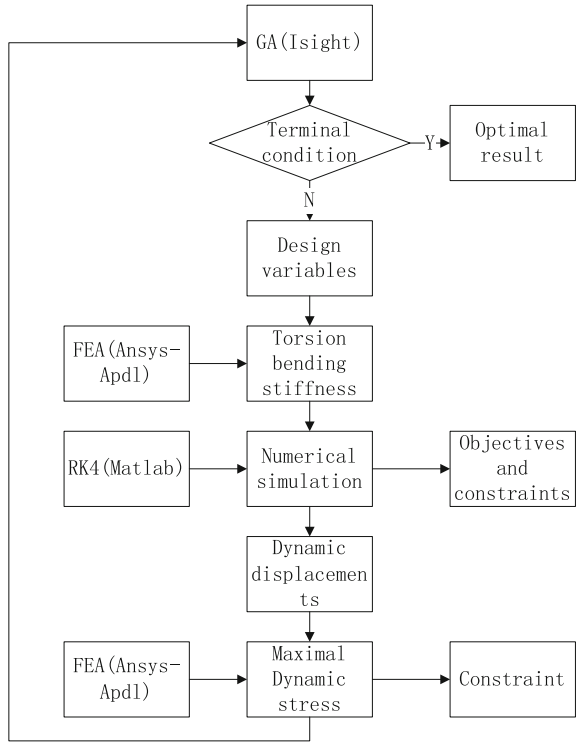 GA(Isight)
Terminal
condition
Y
Optimal
result
N
Design
variables
FEA(Ansys-
Apdl)
Torsion
bending
stiffness
RK4(Matlab)
Numerical
simulation
Objectives
and
constraints
Dynamic
displacemen
ts
FEA(Ansys-
Apdl)
Maximal
Dynamic
stress
Constraint